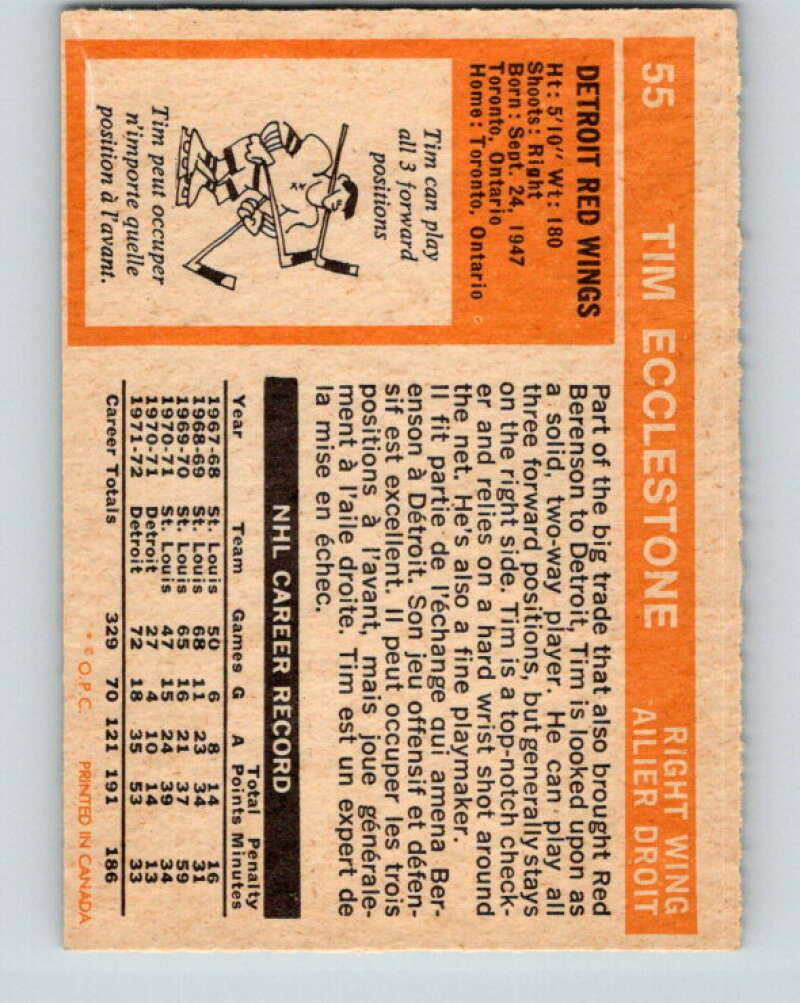 55 TIM ECCLESTONE
RIGHT WING
AILIER DROIT
DETROIT RED WINGS
Ht: 5'10" Wt: 180
Shoots: Right
Born: Sept. 24, 1947
Toronto, Ontario
Home: Toronto, Ontario
Tim can play
all 3 forward
positions
Tim peut occuper
n'importe quelle
position à l'avant.
Part of the big trade that also brought Red
Berenson to Detroit, Tim is looked upon as
a solid, two-way player. He can play all
three forward positions, but generally stays
on the right side. Tim is a top-notch check-
er and relies on a hard wrist shot around
the net. He's also a fine playmaker.
Il fit partie de l'échange qui amena Ber-
enson à Détroit. Son jeu offensif et défen-
sif est excellent. Il peut occuper les trois
positions à l'avant, mais joue générale-
ment à l'aile droite. Tim est un expert de
la mise en échec.
NHL CAREER RECORD
Total Penalty
Year Team Games G A Points Minutes
1967-68 St. Louis 50 6 8 14 16
1968-69 St. Louis 68 11 23 34 31
1969-70 St. Louis 65 16 21 37 59
1970-71 St. Louis 47 15 24 39 34
1970-71 Detroit 27 4 10 14 13
1971-72 Detroit 72 18 35 53 33
Career Totals 329 70 121 191 186
* © O.P.C. PRINTED IN CANADA